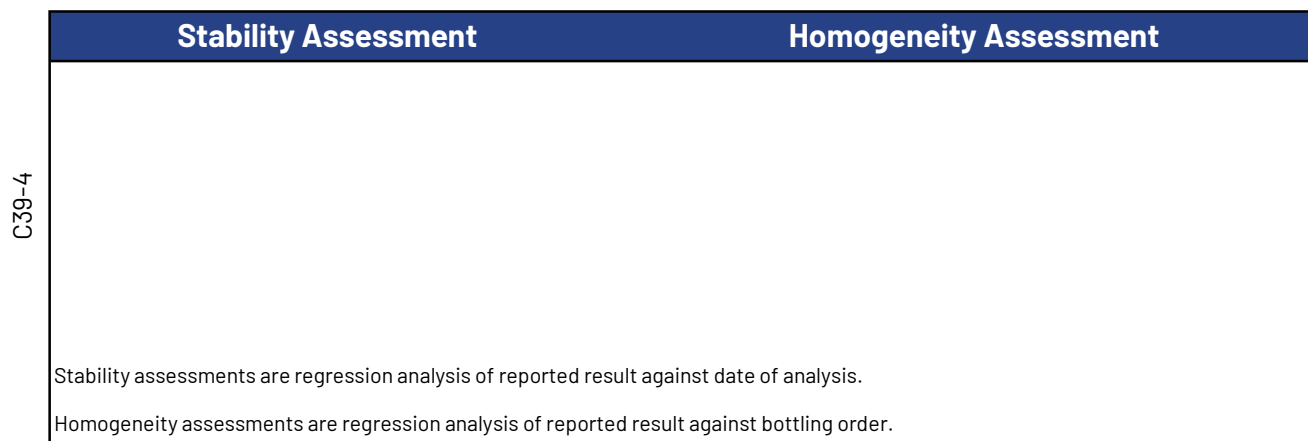 Stability Assessment Homogeneity Assessment
C39-4
Stability assessments are regression analysis of reported result against date of analysis.
Homogeneity assessments are regression analysis of reported result against bottling order.